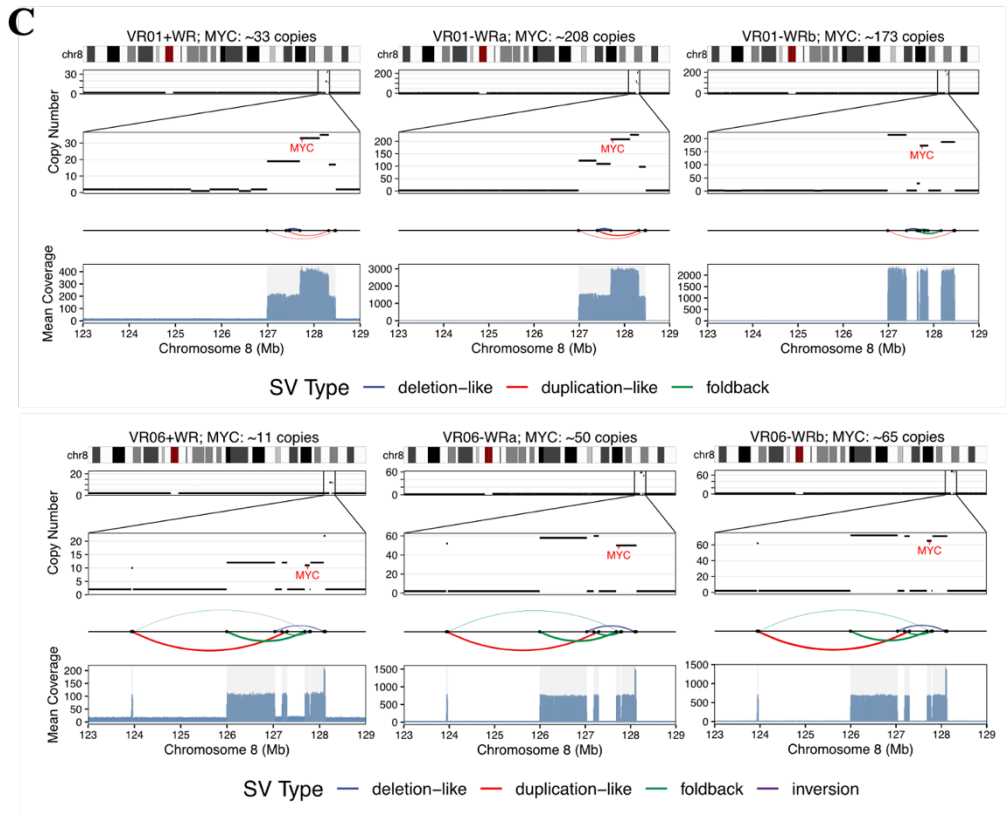 C
VR01+WR; MYC: ~33 copies
VR01-WRa; MYC: ~208 copies
VR01-WRb; MYC: ~173 copies
chr8
chr8
chr8
Copy Number
30
20
10
0
200
100
0
200
100
0
30
20
10
0
MYC
200
150
100
50
0
MYC
200
150
100
50
0
MYC
Mean Coverage
400
300
200
100
0
3000
2000
1000
0
2000
1500
1000
500
0
123 124 125 126 127 128 129
123 124 125 126 127 128 129
123 124 125 126 127 128 129
Chromosome 8 (Mb)
Chromosome 8 (Mb)
Chromosome 8 (Mb)
SV Type deletion-like duplication-like foldback
VR06+WR; MYC: ~11 copies
VR06-WRa; MYC: ~50 copies
VR06-WRb; MYC: ~65 copies
chr8
chr8
chr8
Copy Number
20
10
0
60
40
20
0
60
40
20
0
20
15
10
5
0
MYC
60
40
20
0
MYC
60
40
20
0
MYC
Mean Coverage
200
150
100
50
0
1500
1000
500
0
1500
1000
500
0
123 124 125 126 127 128 129
123 124 125 126 127 128 129
123 124 125 126 127 128 129
Chromosome 8 (Mb)
Chromosome 8 (Mb)
Chromosome 8 (Mb)
SV Type deletion-like duplication-like foldback inversion